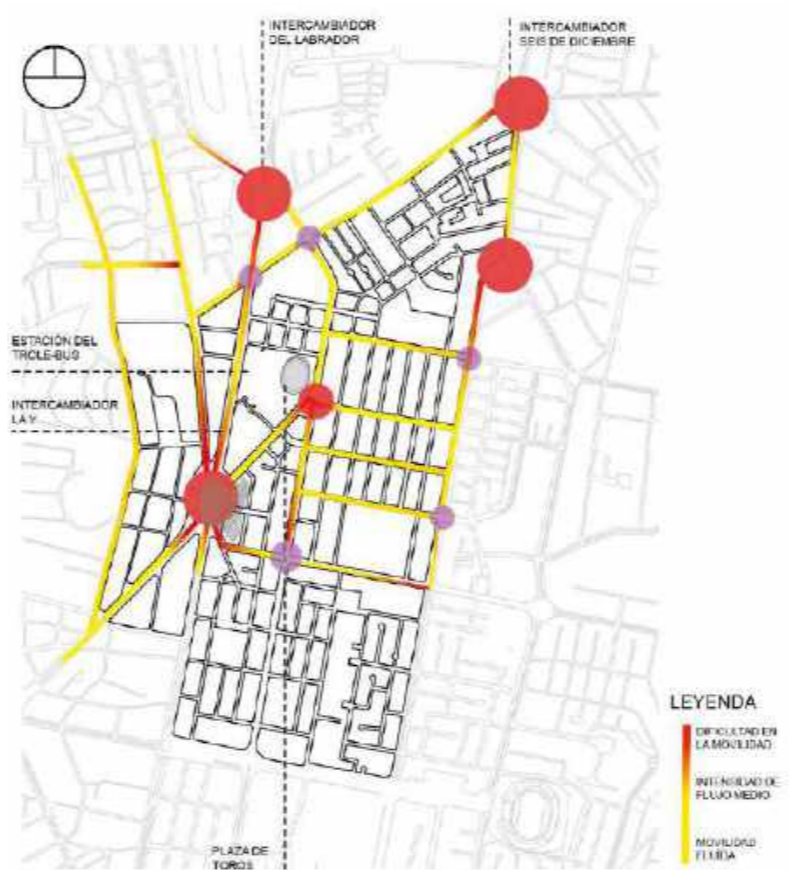 INTERCAMBIADOR
DEL LABRADOR
INTERCAMBIADOR
SEIS DE DICIEMBRE
ESTACIÓN DEL
TROLE-BUS
INTERCAMBIADOR
LA Y
PLAZA DE
TOROS
LEYENDA
DIFICULTAD EN
LA MOVILIDAD
INTENSIDAD DE
FLUJO MEDIO
MOVILIDAD
FLUÍDA